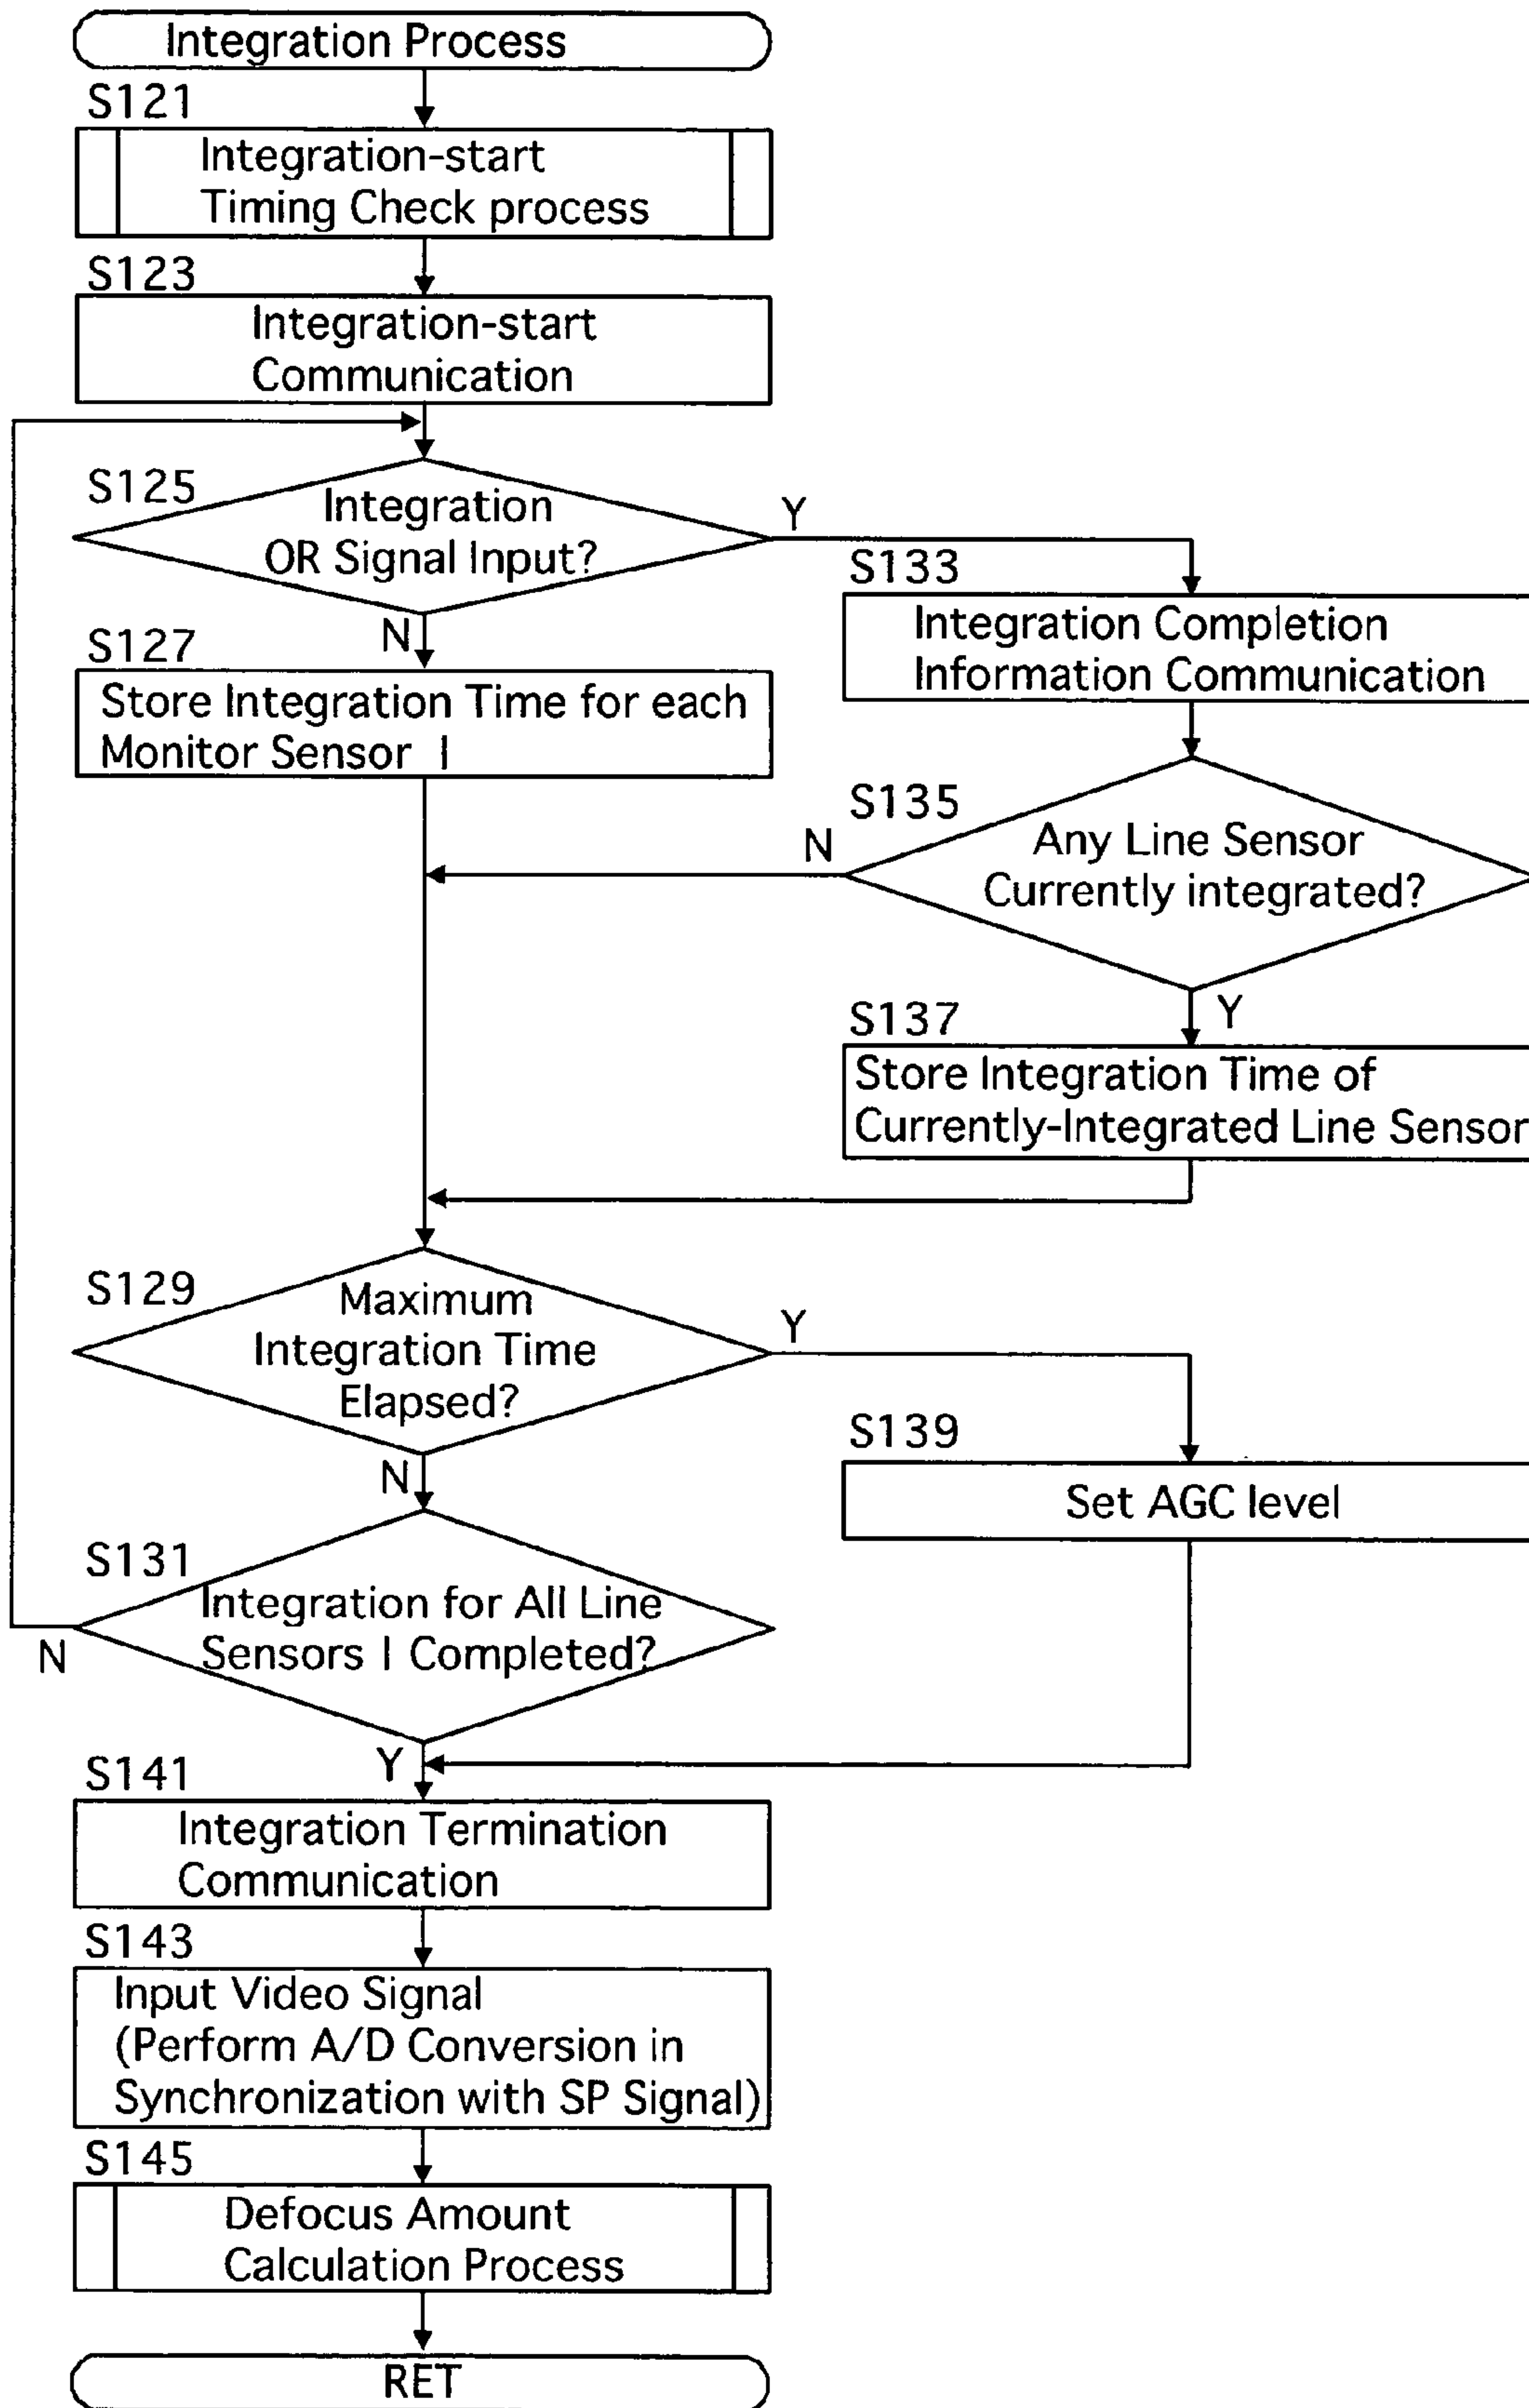 Integration Process
S121
Integration-start
Timing Check process
S123
Integration-start
Communication
S125
Integration
OR Signal Input?
Y
N
S127
Store Integration Time for each
Monitor Sensor I
S133
Integration Completion
Information Communication
S135
Any Line Sensor
Currently integrated?
N
Y
S137
Store Integration Time of
Currently-Integrated Line Sensor
S129
Maximum
Integration Time
Elapsed?
Y
N
S139
Set AGC level
S131
Integration for All Line
Sensors I Completed?
N
Y
S141
Integration Termination
Communication
S143
Input Video Signal
(Perform A/D Conversion in
Synchronization with SP Signal)
S145
Defocus Amount
Calculation Process
RET